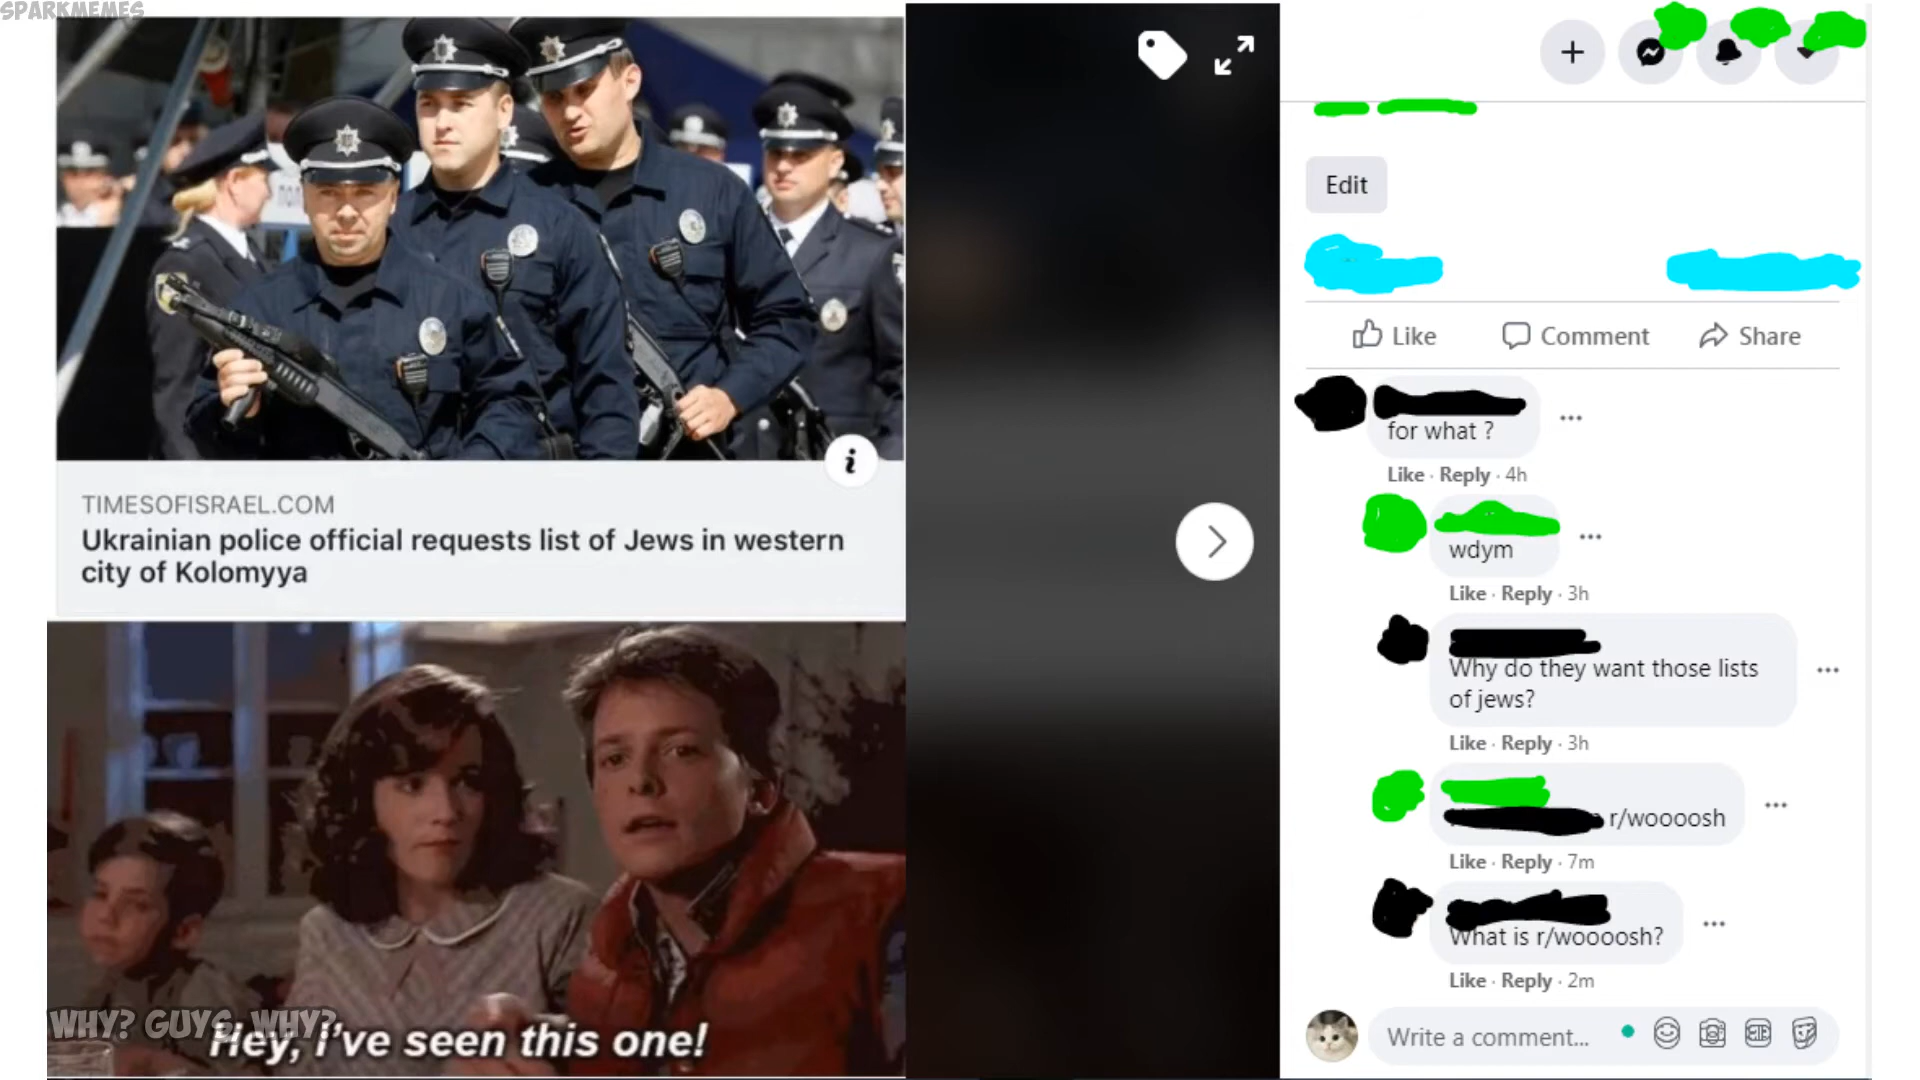 SPARKMEMES
TIMESOFISRAEL.COM
Ukrainian police official requests list of Jews in western
city of Kolomyya
WHY? GUYS, WHY?
Hey, i've seen this one!
Edit
Like Comment Share
for what ?
Like · Reply · 4h
wdym
Like · Reply · 3h
Why do they want those lists
of jews?
Like · Reply · 3h
r/woooosh
Like · Reply · 7m
What is r/woooosh?
Like · Reply · 2m
Write a comment...